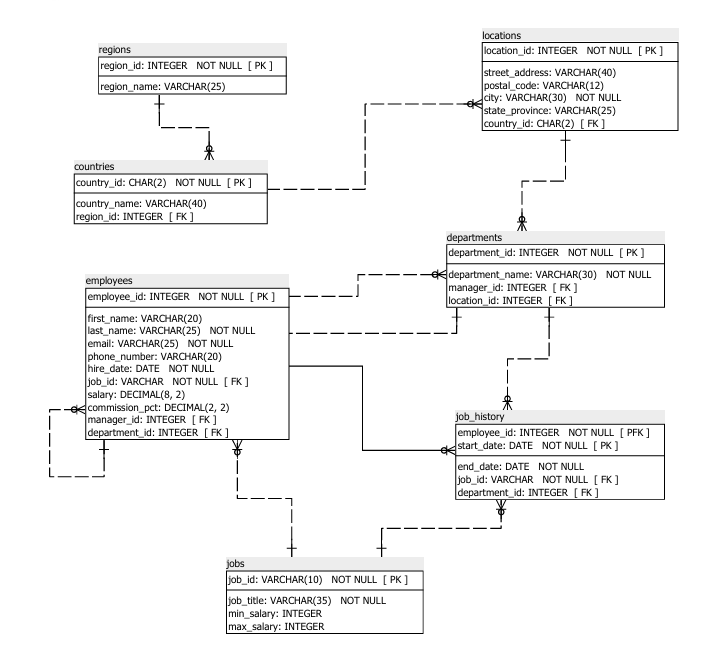 regions
region_id: INTEGER NOT NULL [ PK ]
region_name: VARCHAR(25)
locations
location_id: INTEGER NOT NULL [ PK ]
street_address: VARCHAR(40)
postal_code: VARCHAR(12)
city: VARCHAR(30) NOT NULL
state_province: VARCHAR(25)
country_id: CHAR(2) [ FK ]
countries
country_id: CHAR(2) NOT NULL [ PK ]
country_name: VARCHAR(40)
region_id: INTEGER [ FK ]
departments
department_id: INTEGER NOT NULL [ PK ]
department_name: VARCHAR(30) NOT NULL
manager_id: INTEGER [ FK ]
location_id: INTEGER [ FK ]
employees
employee_id: INTEGER NOT NULL [ PK ]
first_name: VARCHAR(20)
last_name: VARCHAR(25) NOT NULL
email: VARCHAR(25) NOT NULL
phone_number: VARCHAR(20)
hire_date: DATE NOT NULL
job_id: VARCHAR NOT NULL [ FK ]
salary: DECIMAL(8, 2)
commission_pct: DECIMAL(2, 2)
manager_id: INTEGER [ FK ]
department_id: INTEGER [ FK ]
job_history
employee_id: INTEGER NOT NULL [ PFK ]
start_date: DATE NOT NULL [ PK ]
end_date: DATE NOT NULL
job_id: VARCHAR NOT NULL [ FK ]
department_id: INTEGER [ FK ]
jobs
job_id: VARCHAR(10) NOT NULL [ PK ]
job_title: VARCHAR(35) NOT NULL
min_salary: INTEGER
max_salary: INTEGER